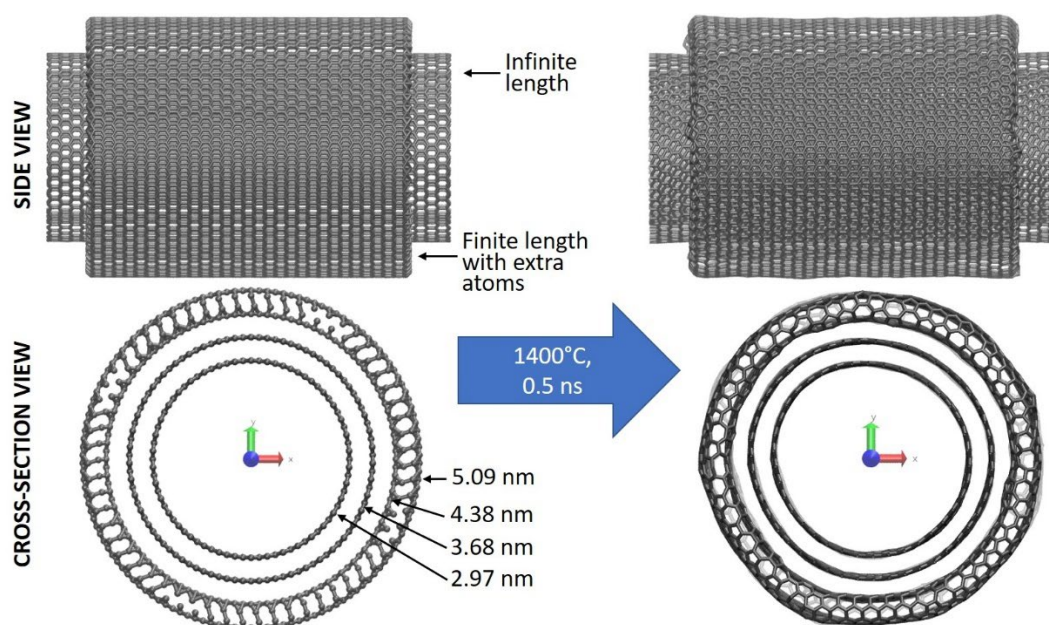 SIDE VIEW
Infinite
length
Finite length
with extra
atoms
CROSS-SECTION VIEW
1400°C,
0.5 ns
y
x
5.09 nm
4.38 nm
3.68 nm
2.97 nm
y
x